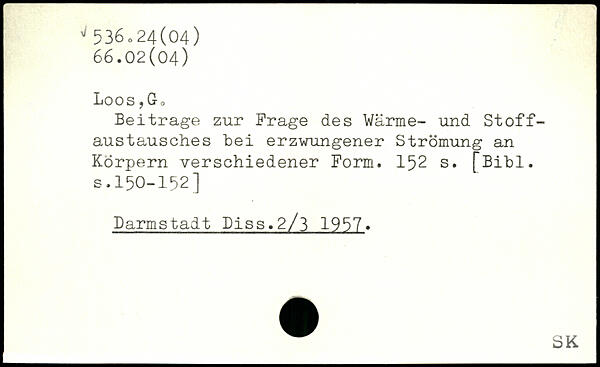 √536.24(04)
66.02(04)
Loos,G.
Beitrage zur Frage des Wärme- und Stoff-
austausches bei erzwungener Strömung an
Körpern verschiedener Form. 152 s. [Bibl.
s.150-152]
Darmstadt Diss.2/3 1957.
SK